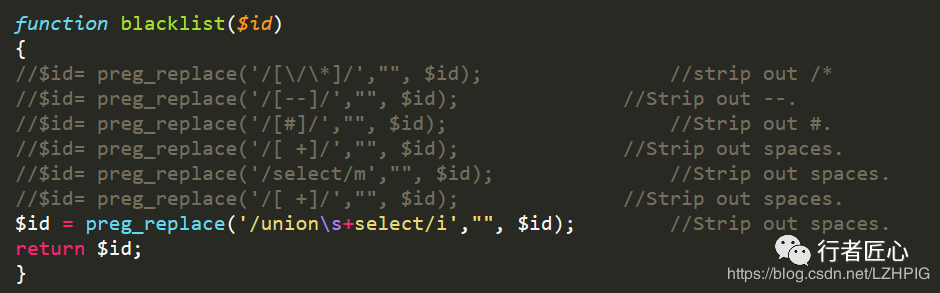 function blacklist($id)
{
//$id= preg_replace('/[\/\*]/',"", $id);                //strip out /*
//$id= preg_replace('/[--]/',"", $id);              //Strip out --.
//$id= preg_replace('/[#]/',"", $id);                   //Strip out #.
//$id= preg_replace('/[ +]/',"", $id);              //Strip out spaces.
//$id= preg_replace('/select/m',"", $id);               //Strip out spaces.
//$id= preg_replace('/[ +]/',"", $id);              //Strip out spaces.
$id = preg_replace('/union\s+select/i',"", $id);        //Strip out spaces.
return $id;
}
行者匠心
https://blog.csdn.net/LZHPIG